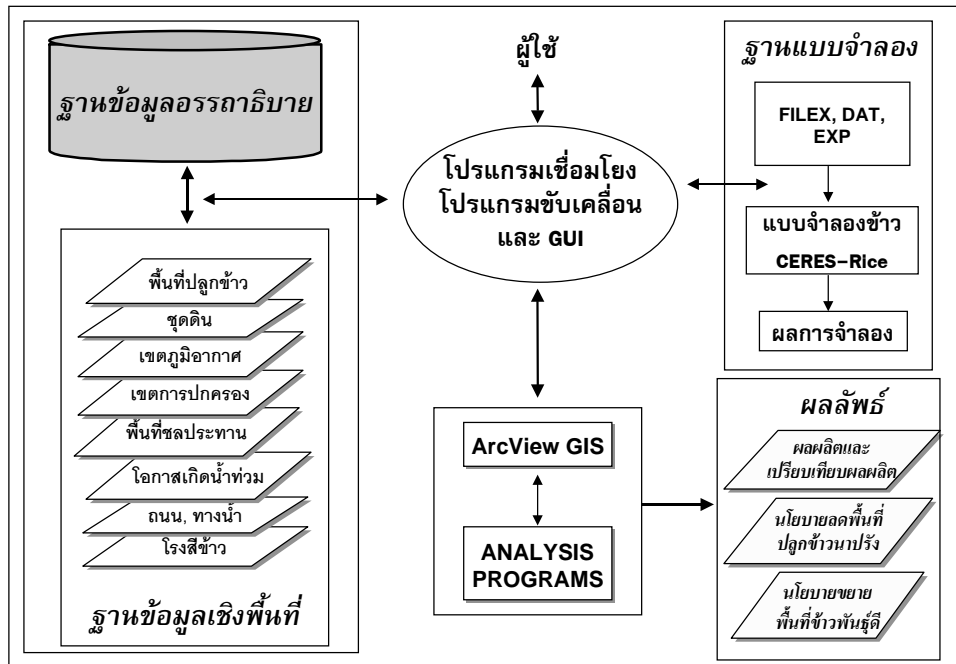 ฐานข้อมูลอรรถาธิบาย
พื้นที่ปลูกข้าว
ชุดดิน
เขตภูมิอากาศ
เขตการปกครอง
พื้นที่ชลประทาน
โอกาสเกิดน้ำท่วม
ถนน, ทางน้ำ
โรงสีข้าว
ฐานข้อมูลเชิงพื้นที่
ผู้ใช้
โปรแกรมเชื่อมโยง
โปรแกรมขับเคลื่อน
และ GUI
ArcView GIS
ANALYSIS
PROGRAMS
ฐานแบบจำลอง
FILEX, DAT,
EXP
แบบจำลองข้าว
CERES-Rice
ผลการจำลอง
ผลลัพธ์
ผลผลิตและ
เปรียบเทียบผลผลิต
นโยบายลดพื้นที่
ปลูกข้าวนาปรัง
นโยบายขยาย
พื้นที่ข้าวพันธุ์ดี